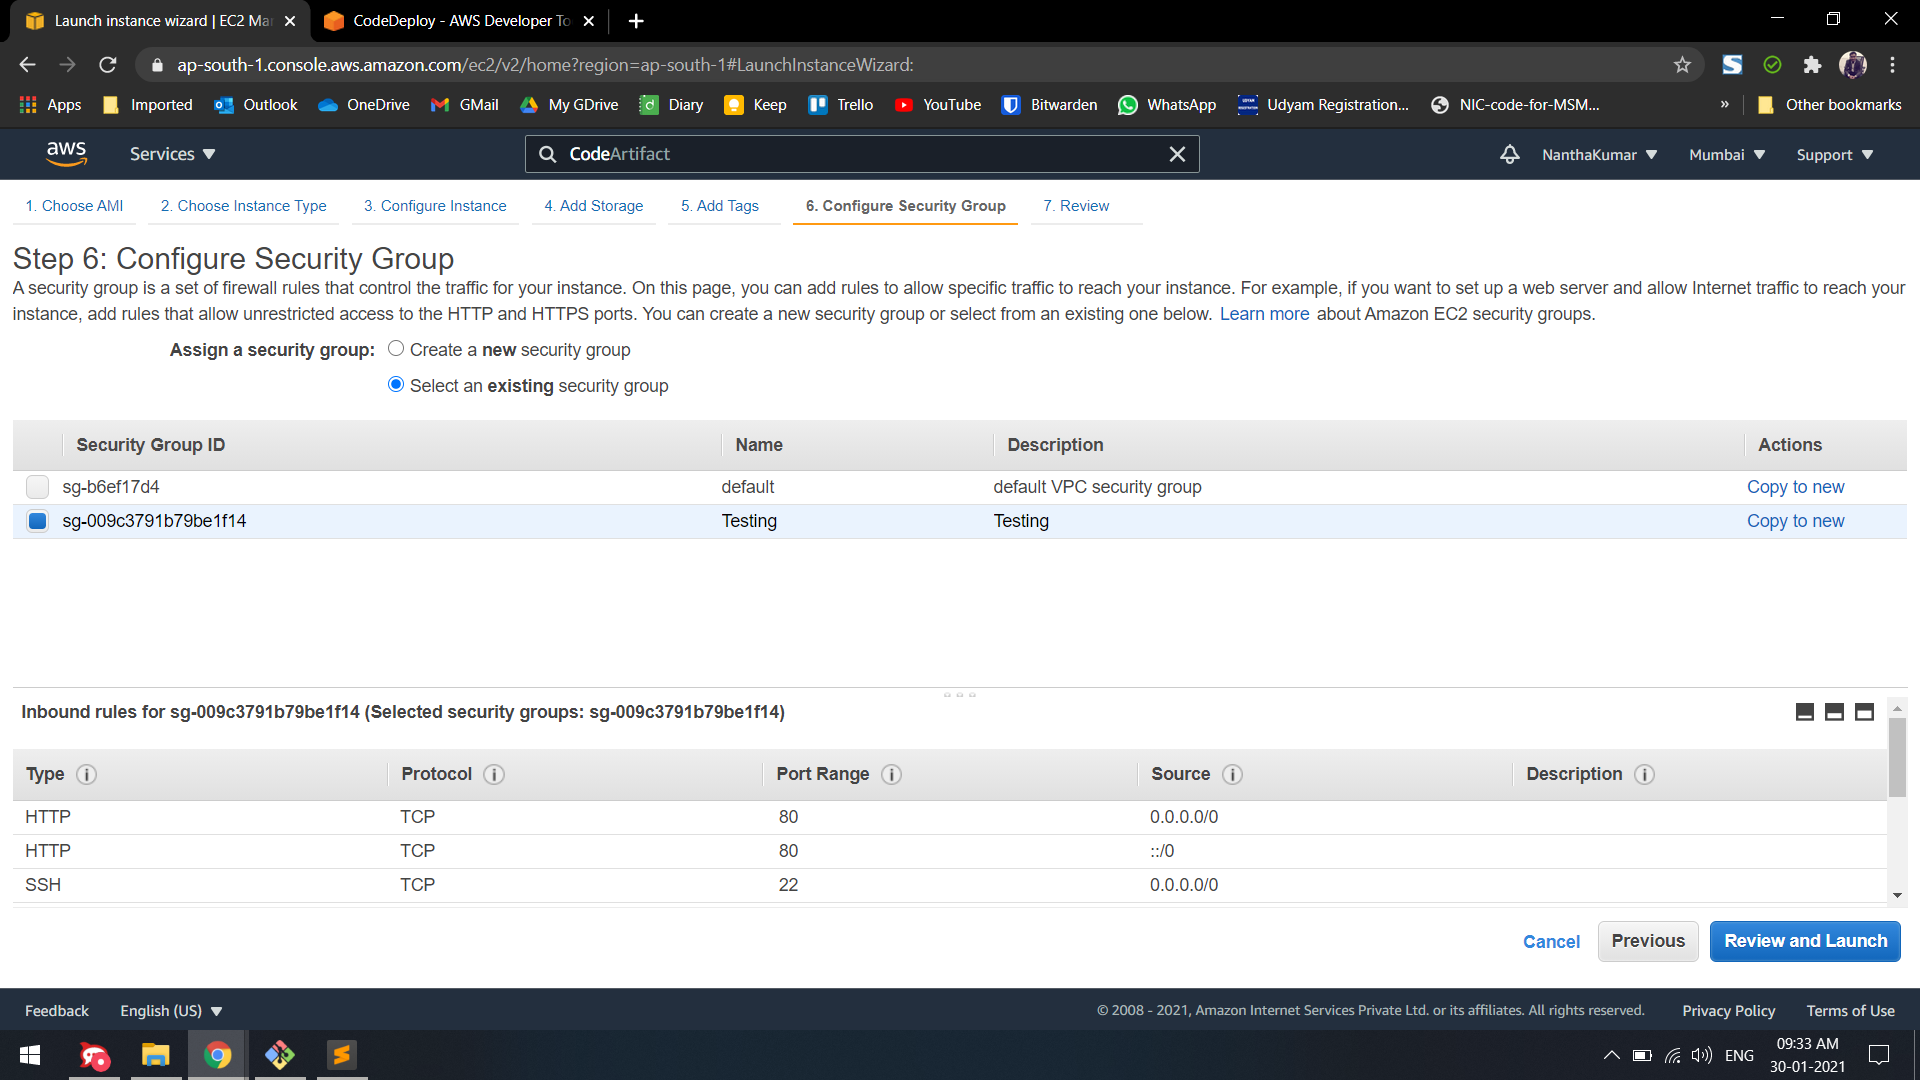 Launch instance wizard | EC2 Ma
CodeDeploy - AWS Developer To
ap-south-1.console.aws.amazon.com/ec2/v2/home?region=ap-south-1#LaunchInstanceWizard:
Apps Imported Outlook OneDrive GMail My GDrive Diary Keep Trello YouTube Bitwarden WhatsApp Udyam Registration... NIC-code-for-MSM... » Other bookmarks
aws Services CodeArtifact NanthaKumar Mumbai Support
1. Choose AMI 2. Choose Instance Type 3. Configure Instance 4. Add Storage 5. Add Tags 6. Configure Security Group 7. Review
Step 6: Configure Security Group
A security group is a set of firewall rules that control the traffic for your instance. On this page, you can add rules to allow specific traffic to reach your instance. For example, if you want to set up a web server and allow Internet traffic to reach your
instance, add rules that allow unrestricted access to the HTTP and HTTPS ports. You can create a new security group or select from an existing one below. Learn more about Amazon EC2 security groups.
Assign a security group: Create a new security group
Select an existing security group
Security Group ID Name Description Actions
sg-b6ef17d4 default default VPC security group Copy to new
sg-009c3791b79be1f14 Testing Testing Copy to new
Inbound rules for sg-009c3791b79be1f14 (Selected security groups: sg-009c3791b79be1f14)
Type i Protocol i Port Range i Source i Description i
HTTP TCP 80 0.0.0.0/0
HTTP TCP 80 ::/0
SSH TCP 22 0.0.0.0/0
Cancel Previous Review and Launch
Feedback English (US) © 2008 - 2021, Amazon Internet Services Private Ltd. or its affiliates. All rights reserved. Privacy Policy Terms of Use
ENG 09:33 AM
30-01-2021